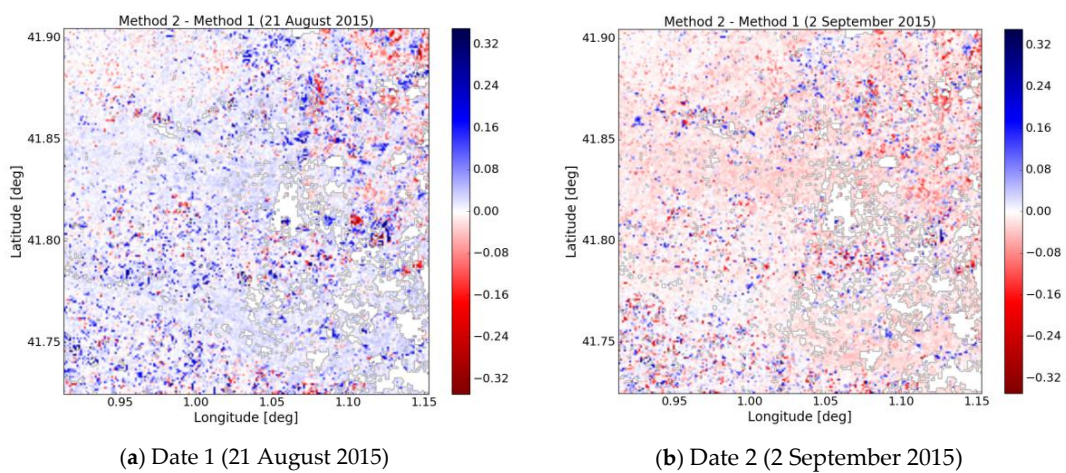 Method 2 - Method 1 (21 August 2015)
41.90
41.85
41.80
41.75
Latitude [deg]
0.95 1.00 1.05 1.10 1.15
Longitude [deg]
0.32
0.24
0.16
0.08
0.00
−0.08
−0.16
−0.24
−0.32
(a) Date 1 (21 August 2015)
Method 2 - Method 1 (2 September 2015)
41.90
41.85
41.80
41.75
Latitude [deg]
0.95 1.00 1.05 1.10 1.15
Longitude [deg]
0.32
0.24
0.16
0.08
0.00
−0.08
−0.16
−0.24
−0.32
(b) Date 2 (2 September 2015)